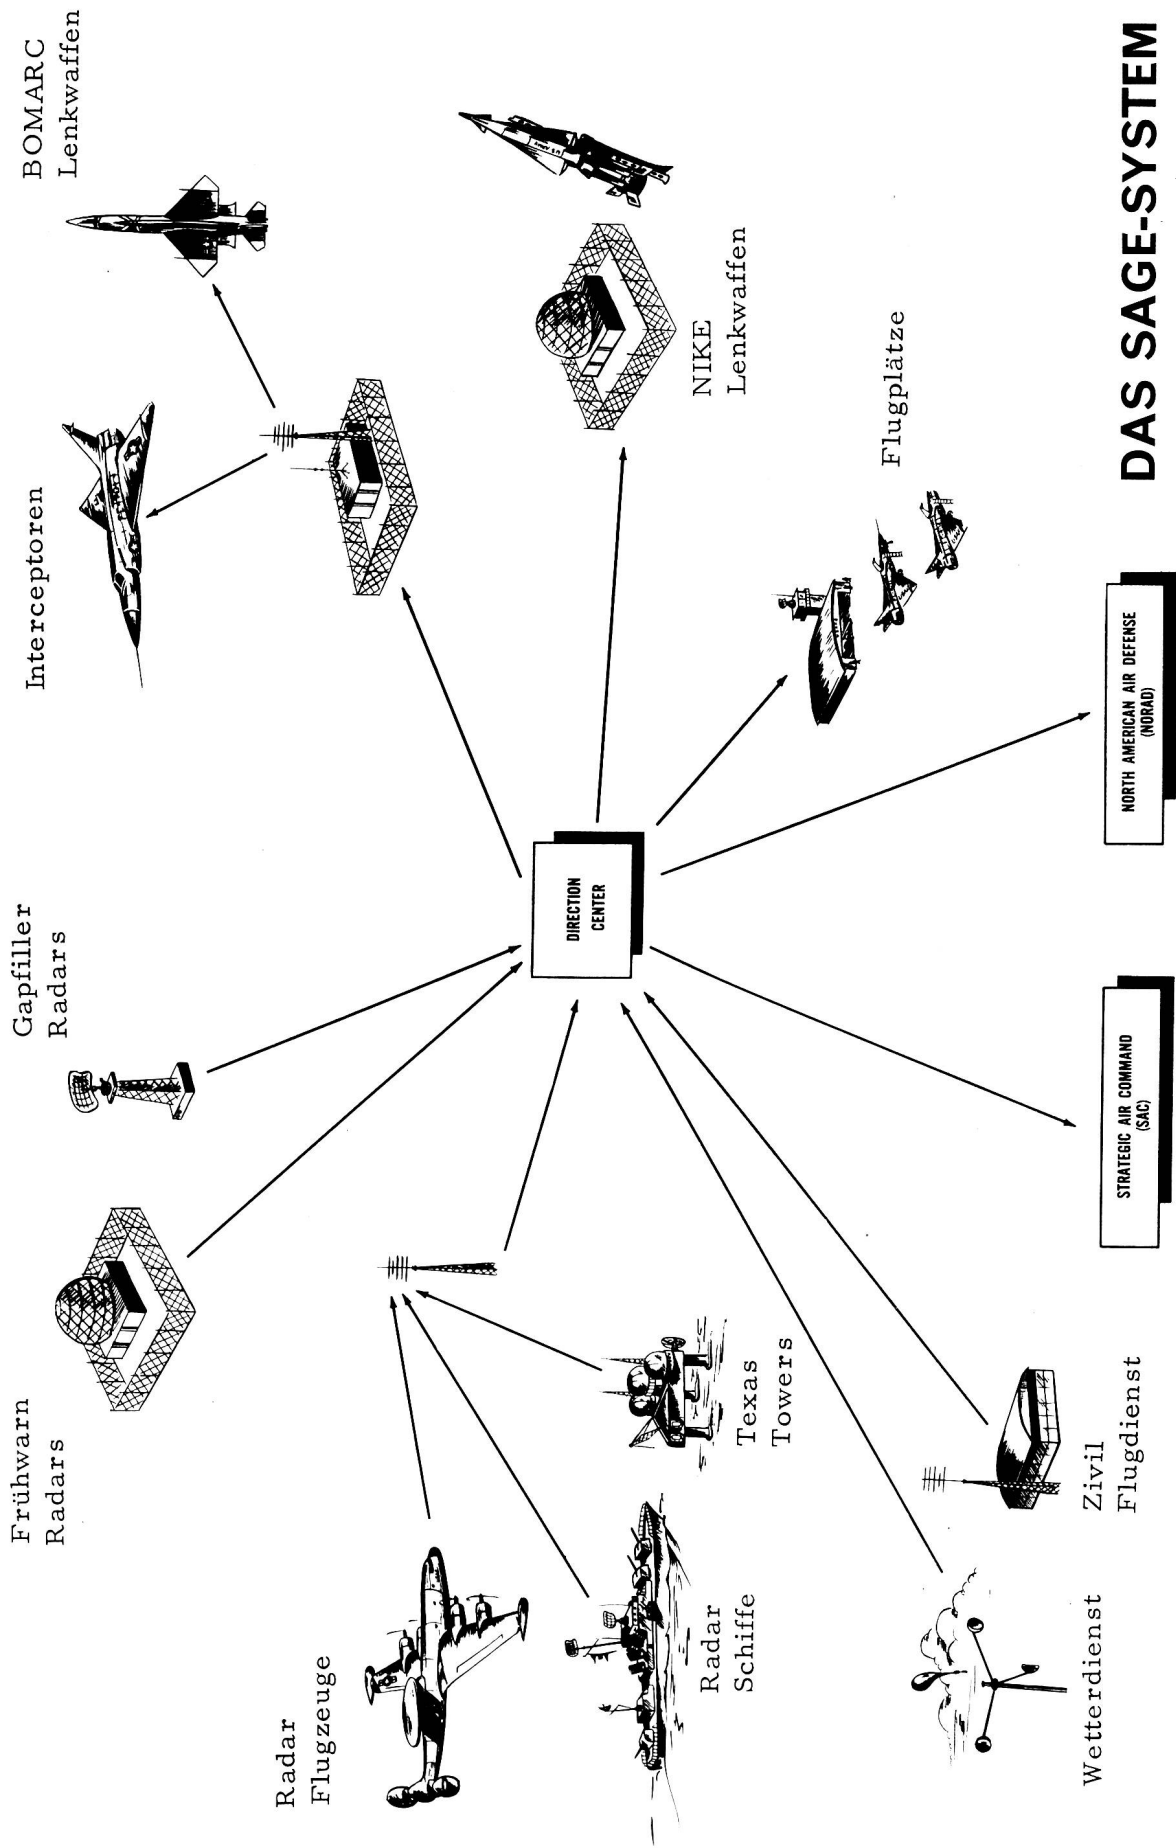 Frühwarn
Radars
Gapfiller
Radars
Interceptoren
BOMARC
Lenkwaffen
Radar
Flugzeuge
Radar
Schiffe
Texas
Towers
DIRECTION
CENTER
NIKE
Lenkwaffen
Flugplätze
Wetterdienst
Zivil
Flugdienst
STRATEGIC AIR COMMAND
(SAC)
NORTH AMERICAN AIR DEFENSE
(NORAD)
DAS SAGE-SYSTEM
U S ARMY